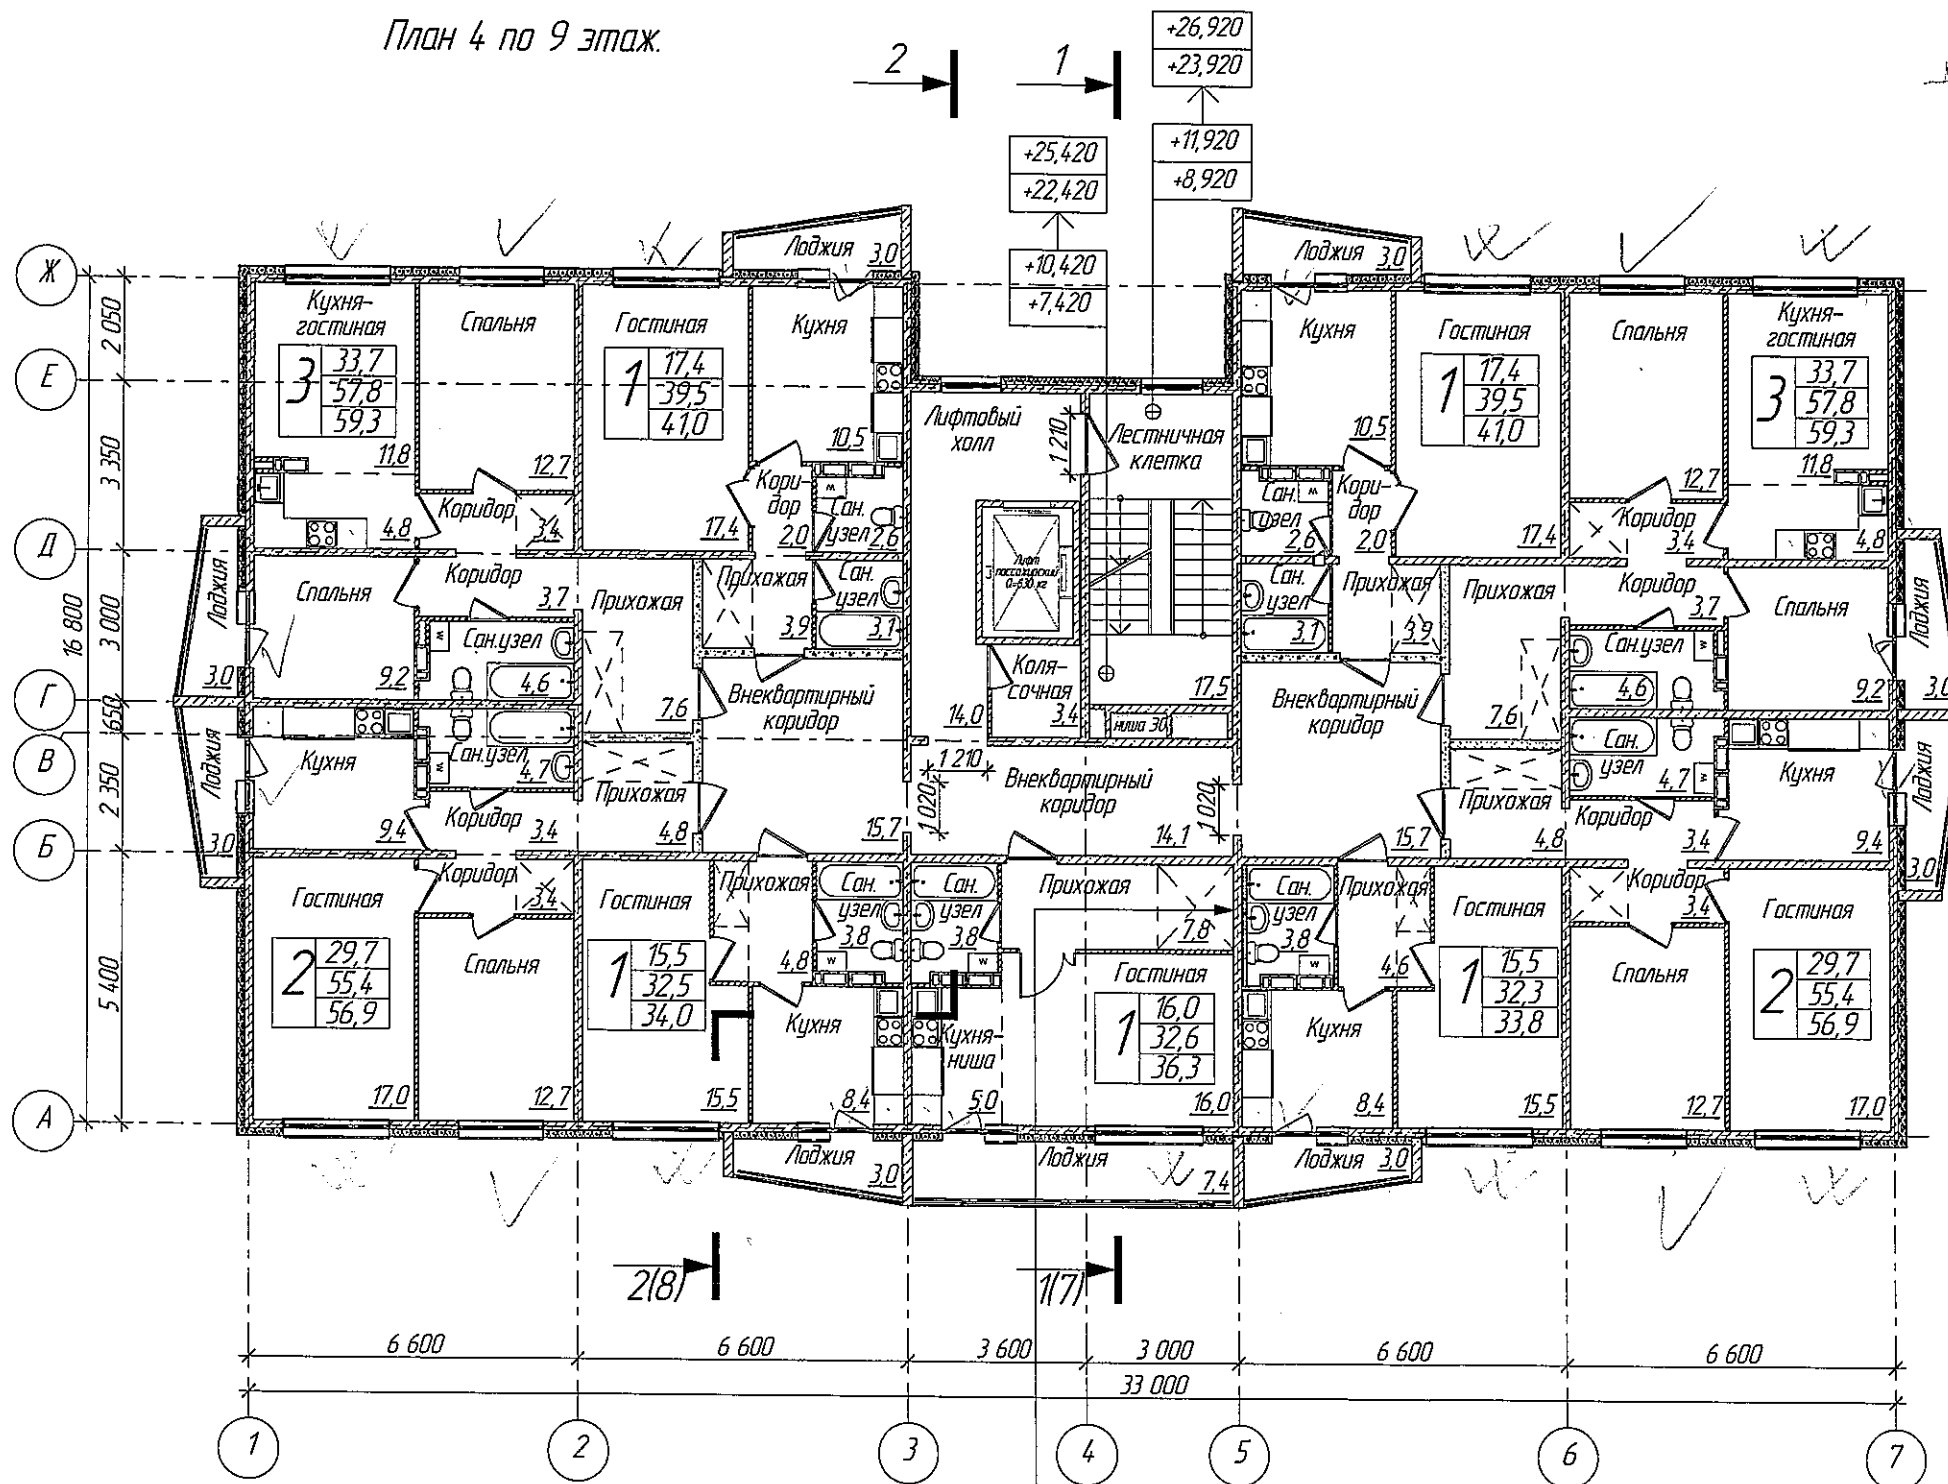 План 4 по 9 этаж.
2
1
+26,920
+23,920
+11,920
+8,920
+25,420
+22,420
+10,420
+7,420
Лоджия
3,0
Лоджия
3,0
Ж
Е
Д
Г
В
Б
А
2 050
3 350
3 000
650
2 350
5 400
16 800
Кухня-
гостиная
3
33,7
57,8
59,3
11,8
4,8
Спальня
12,7
Гостиная
1
17,4
39,5
41,0
17,4
Кухня
10,5
Коридор
3,4
Кори-
дор
2,0
Сан.
узел
2,6
W
Лифтовый
холл
14,0
1 210
Лестничная
клетка
17,5
Лифт
пассажирский
Q-630 кг
Коля-
сочная
3,4
ниша 30
Кухня
10,5
Гостиная
1
17,4
39,5
41,0
17,4
Спальня
12,7
Кухня-
гостиная
3
33,7
57,8
59,3
11,8
4,8
Сан.
узел
2,6
W
Кори-
дор
2,0
Коридор
3,4
Лоджия
3,0
Спальня
9,2
Коридор
3,7
Сан.узел
4,6
W
Прихожая
7,6
Прихожая
3,9
Сан.
узел
3,1
Внеквартирный
коридор
15,7
Сан.
узел
3,1
Прихожая
3,9
Прихожая
7,6
Коридор
3,7
Сан.узел
4,6
W
Спальня
9,2
Лоджия
3,0
Внеквартирный
коридор
15,7
Лоджия
3,0
Кухня
9,4
Сан.узел
4,7
W
Коридор
3,4
Прихожая
4,8
1 210
1 020
Внеквартирный
коридор
14,1
1 020
Прихожая
4,8
Сан.
узел
4,7
W
Коридор
3,4
Кухня
9,4
Лоджия
3,0
Гостиная
2
29,7
55,4
56,9
17,0
Коридор
3,4
Спальня
12,7
Гостиная
1
15,5
32,5
34,0
15,5
Прихожая
4,8
Сан.
узел
3,8
W
Кухня
8,4
Сан.
узел
3,8
W
Прихожая
7,8
Кухня-
ниша
5,0
Гостиная
1
16,0
32,6
36,3
16,0
Сан.
узел
3,8
W
Прихожая
4,6
Кухня
8,4
Гостиная
1
15,5
32,3
33,8
15,5
Коридор
3,4
Спальня
12,7
Гостиная
2
29,7
55,4
56,9
17,0
Лоджия
3,0
Лоджия
7,4
Лоджия
3,0
2(8)
1(7)
6 600
6 600
3 600
3 000
6 600
6 600
33 000
1
2
3
4
5
6
7